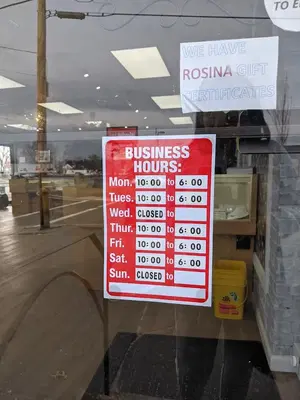 TO
WE HAVE
ROSINA GIFT
CERTIFICATES
BUSINESS
HOURS:
Mon. 10:00 to 6:00
Tues. 10:00 to 6:00
Wed. CLOSED to
Thur. 10:00 to 6:00
Fri. 10:00 to 6:00
Sat. 10:00 to 6:00
Sun. CLOSED to